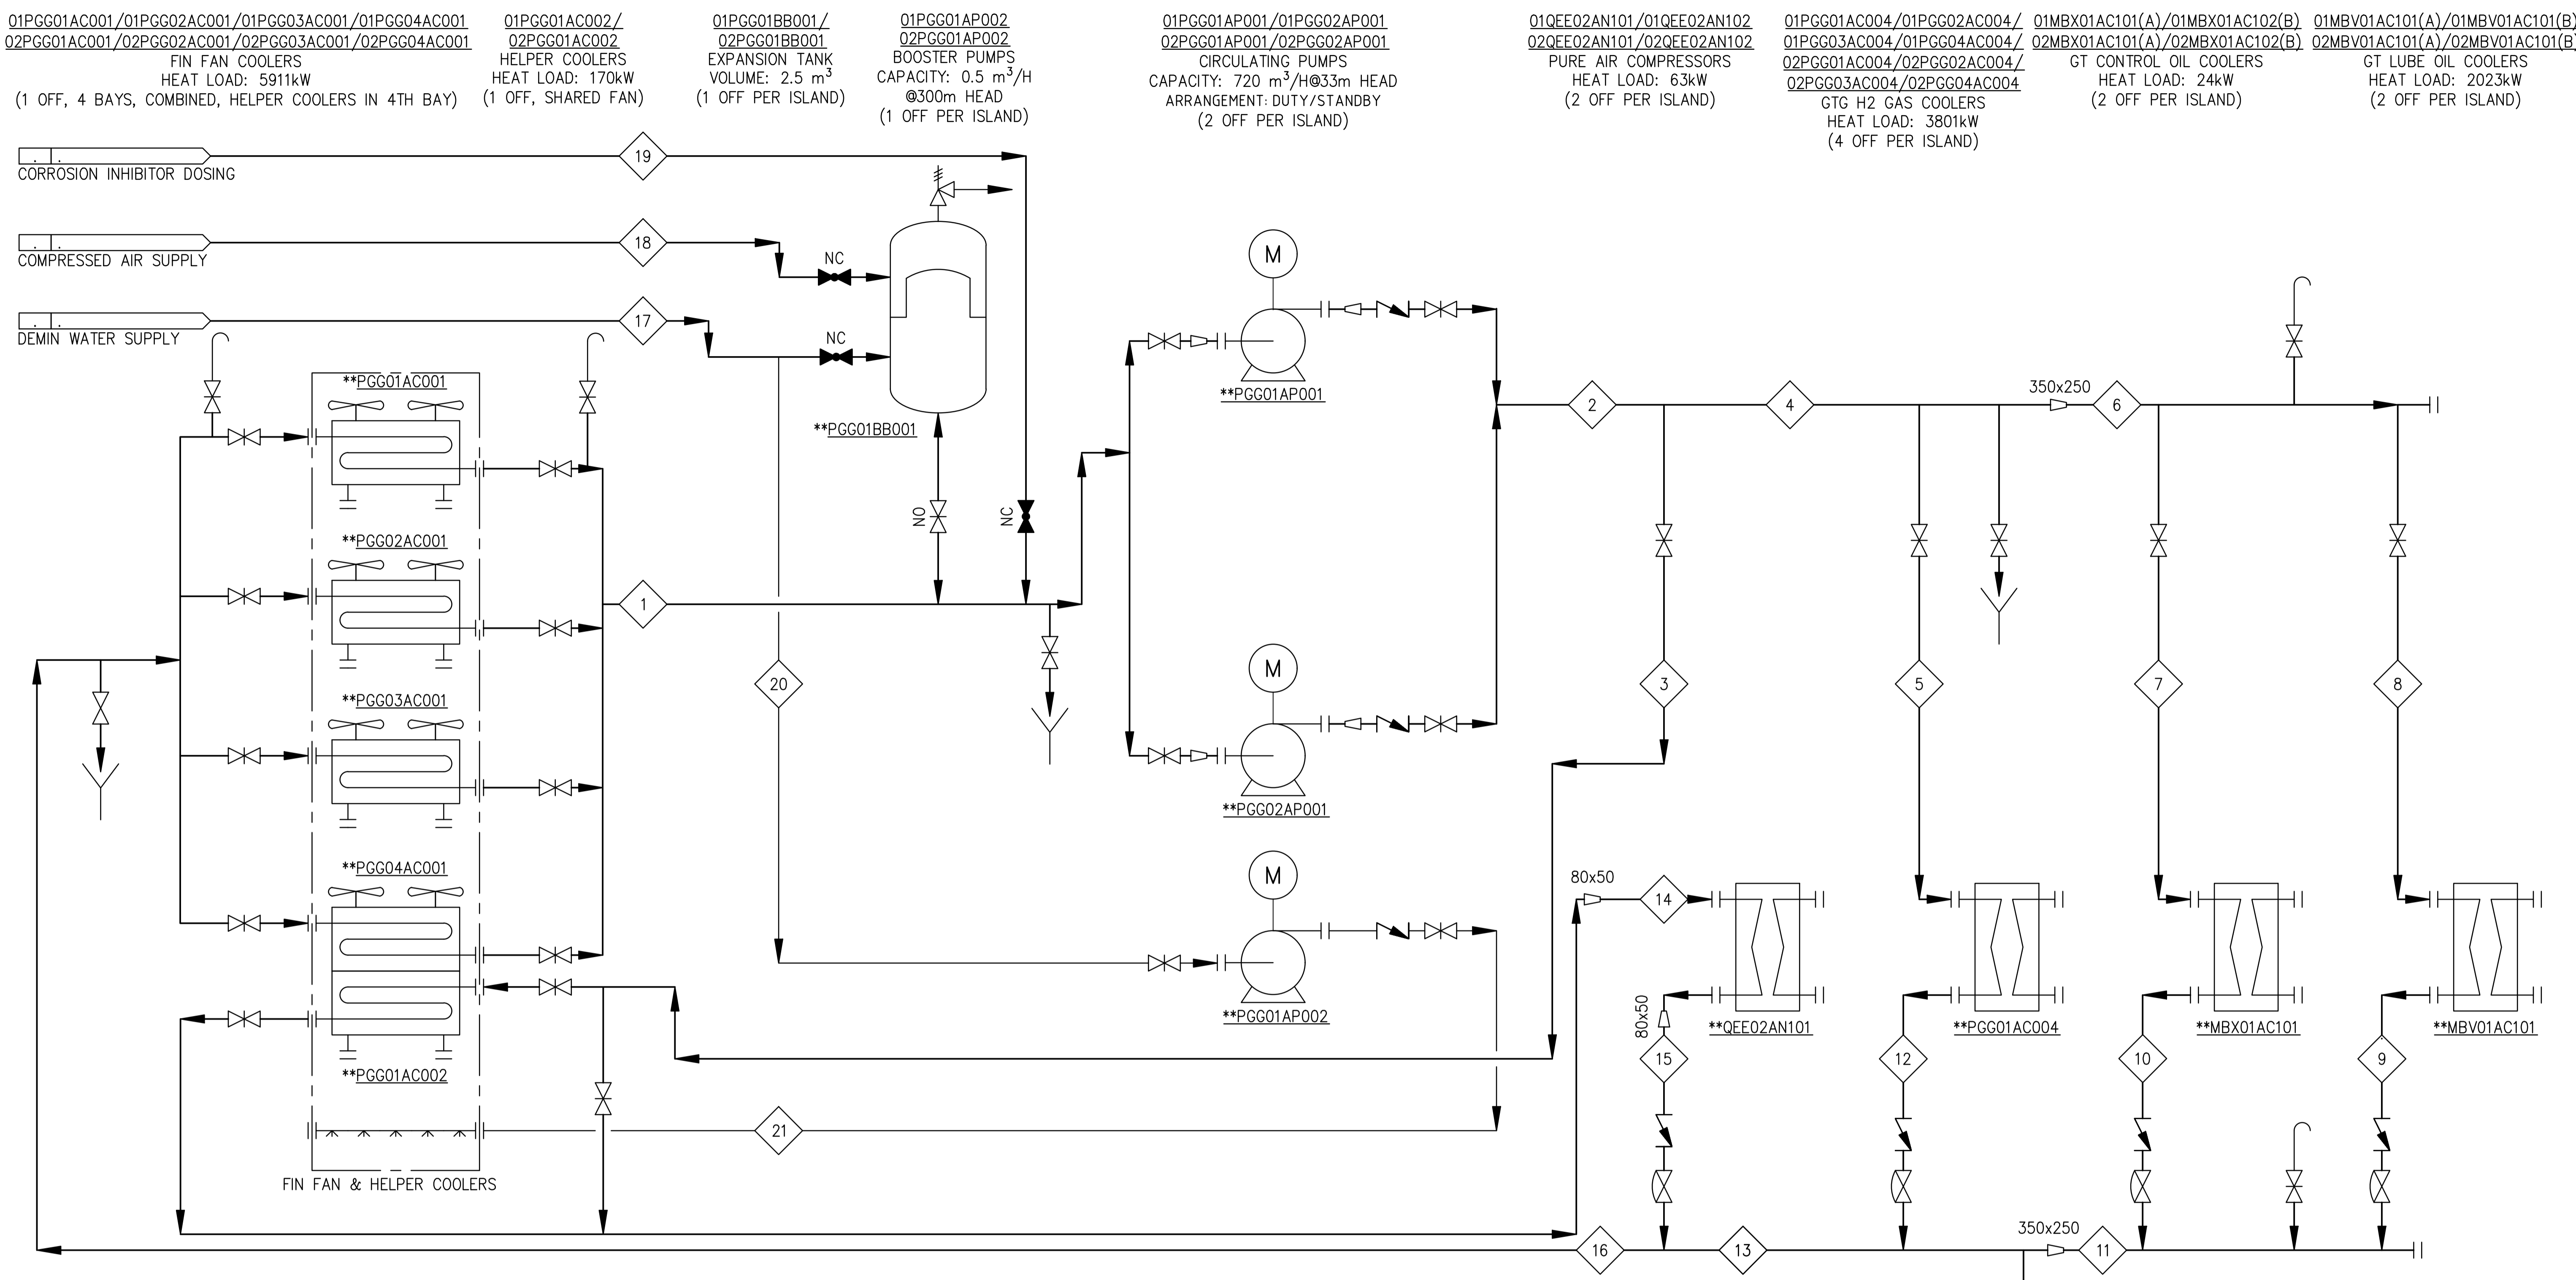 01PGG01AC001/01PGG02AC001/01PGG03AC001/01PGG04AC001
02PGG01AC001/02PGG02AC001/02PGG03AC001/02PGG04AC001
FIN FAN COOLERS
HEAT LOAD: 5911kW
(1 OFF, 4 BAYS, COMBINED, HELPER COOLERS IN 4TH BAY)
01PGG01AC002/
02PGG01AC002
HELPER COOLERS
HEAT LOAD: 170kW
(1 OFF, SHARED FAN)
01PGG01BB001/
02PGG01BB001
EXPANSION TANK
VOLUME: 2.5 m³
(1 OFF PER ISLAND)
01PGG01AP002
02PGG01AP002
BOOSTER PUMPS
CAPACITY: 0.5 m³/H
@300m HEAD
(1 OFF PER ISLAND)
01PGG01AP001/01PGG02AP001
02PGG01AP001/02PGG02AP001
CIRCULATING PUMPS
CAPACITY: 720 m³/H@33m HEAD
ARRANGEMENT: DUTY/STANDBY
(2 OFF PER ISLAND)
01QEE02AN101/01QEE02AN102
02QEE02AN101/02QEE02AN102
PURE AIR COMPRESSORS
HEAT LOAD: 63kW
(2 OFF PER ISLAND)
01PGG01AC004/01PGG02AC004/
01PGG03AC004/01PGG04AC004/
02PGG01AC004/02PGG02AC004/
02PGG03AC004/02PGG04AC004
GTG H2 GAS COOLERS
HEAT LOAD: 3801kW
(4 OFF PER ISLAND)
01MBX01AC101(A)/01MBX01AC102(B)
02MBX01AC101(A)/02MBX01AC102(B)
GT CONTROL OIL COOLERS
HEAT LOAD: 24kW
(2 OFF PER ISLAND)
01MBV01AC101(A)/01MBV01AC101(B)
02MBV01AC101(A)/02MBV01AC101(B)
GT LUBE OIL COOLERS
HEAT LOAD: 2023kW
(2 OFF PER ISLAND)
19
CORROSION INHIBITOR DOSING
18
COMPRESSED AIR SUPPLY
NC
M
17
DEMIN WATER SUPPLY
NC
**PGG01AC001
**PGG01AP001
350x250
2
4
6
**PGG01BB001
NO
NC
**PGG02AC001
1
20
M
3
5
7
8
**PGG03AC001
**PGG02AP001
**PGG04AC001
M
80x50
14
**PGG01AP002
80x50
**QEE02AN101
**PGG01AC004
**MBX01AC101
**MBV01AC101
**PGG01AC002
15
12
10
9
21
FIN FAN & HELPER COOLERS
350x250
16
13
11